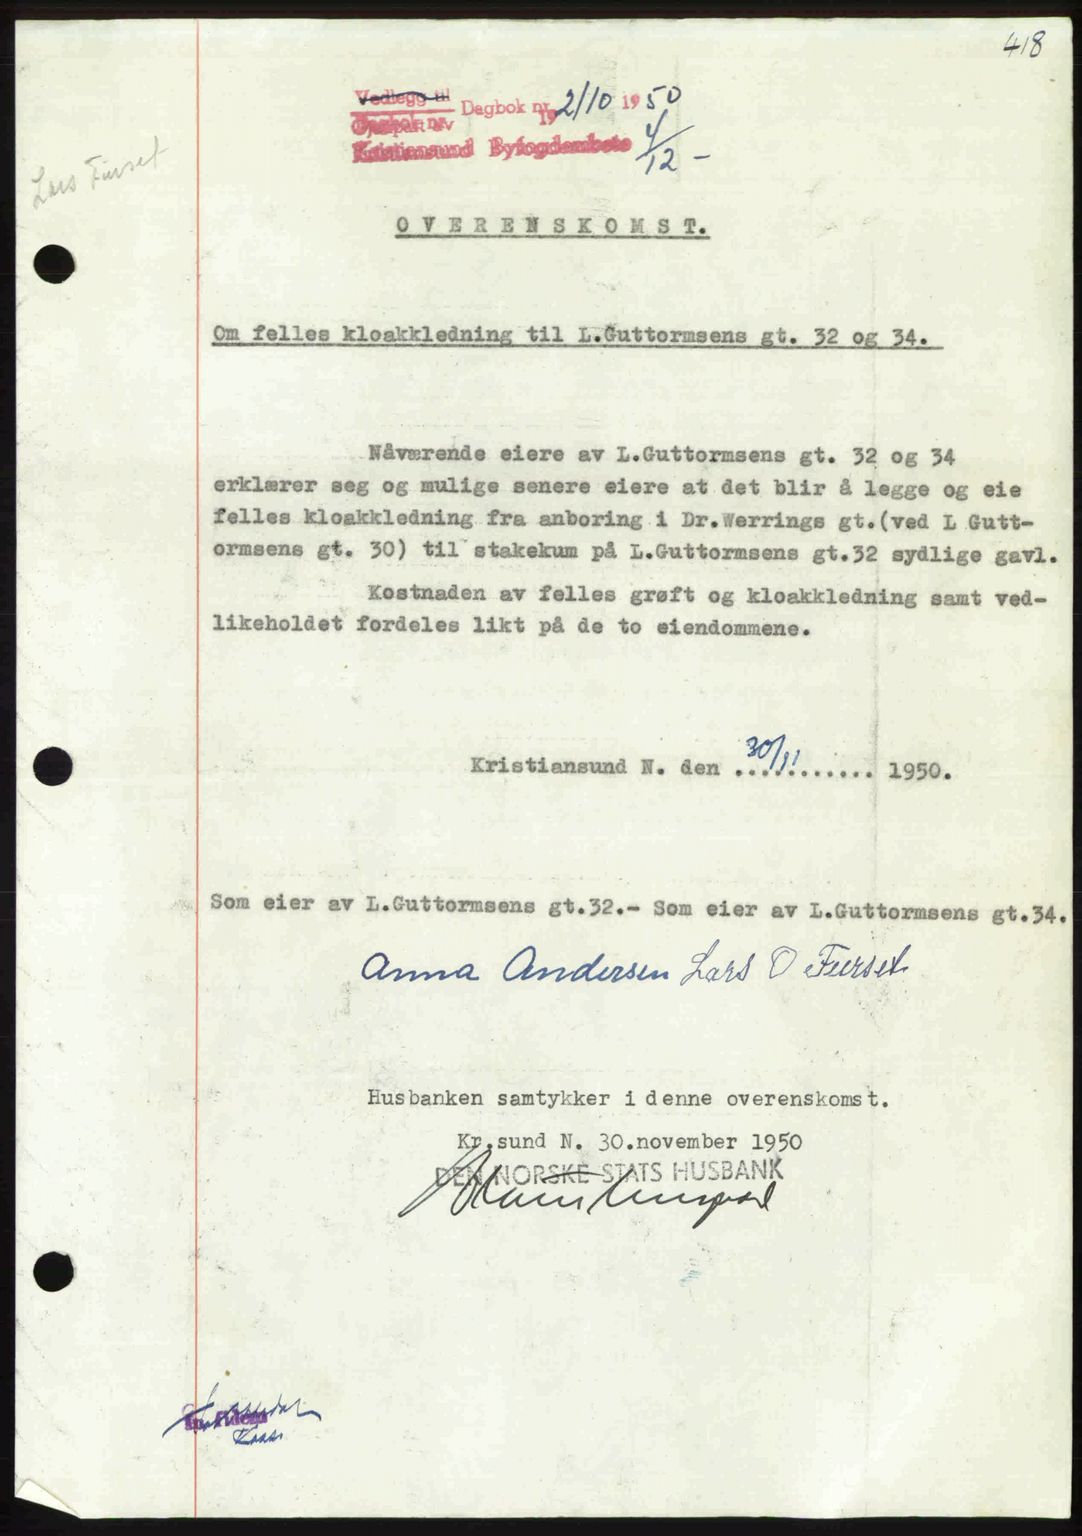 418
Vedlegg til
Dagbok nr. 2/10 1950
Kristiansund Byfogdembete 4/12 -
Lars Furset
OVERENSKOMST.
Om felles kloakkledning til L.Guttormsens gt. 32 og 34.
Nåværende eiere av L.Guttormsens gt. 32 og 34
erklærer seg og mulige senere eiere at det blir å legge og eie
felles kloakkledning fra anboring i Dr.Werrings gt.(ved L Gutt-
ormsens gt. 30) til stakekum på L.Guttormsens gt.32 sydlige gavl.
Kostnaden av felles grøft og kloakkledning samt ved-
likeholdet fordeles likt på de to eiendommene.
Kristiansund N. den 30/11 ............ 1950.
Som eier av L.Guttormsens gt.32.- Som eier av L.Guttormsens gt.34.
Anna Andersen Lars O Furset
Husbanken samtykker i denne overenskomst.
Kr.sund N. 30.november 1950
DEN NORSKE STATS HUSBANK